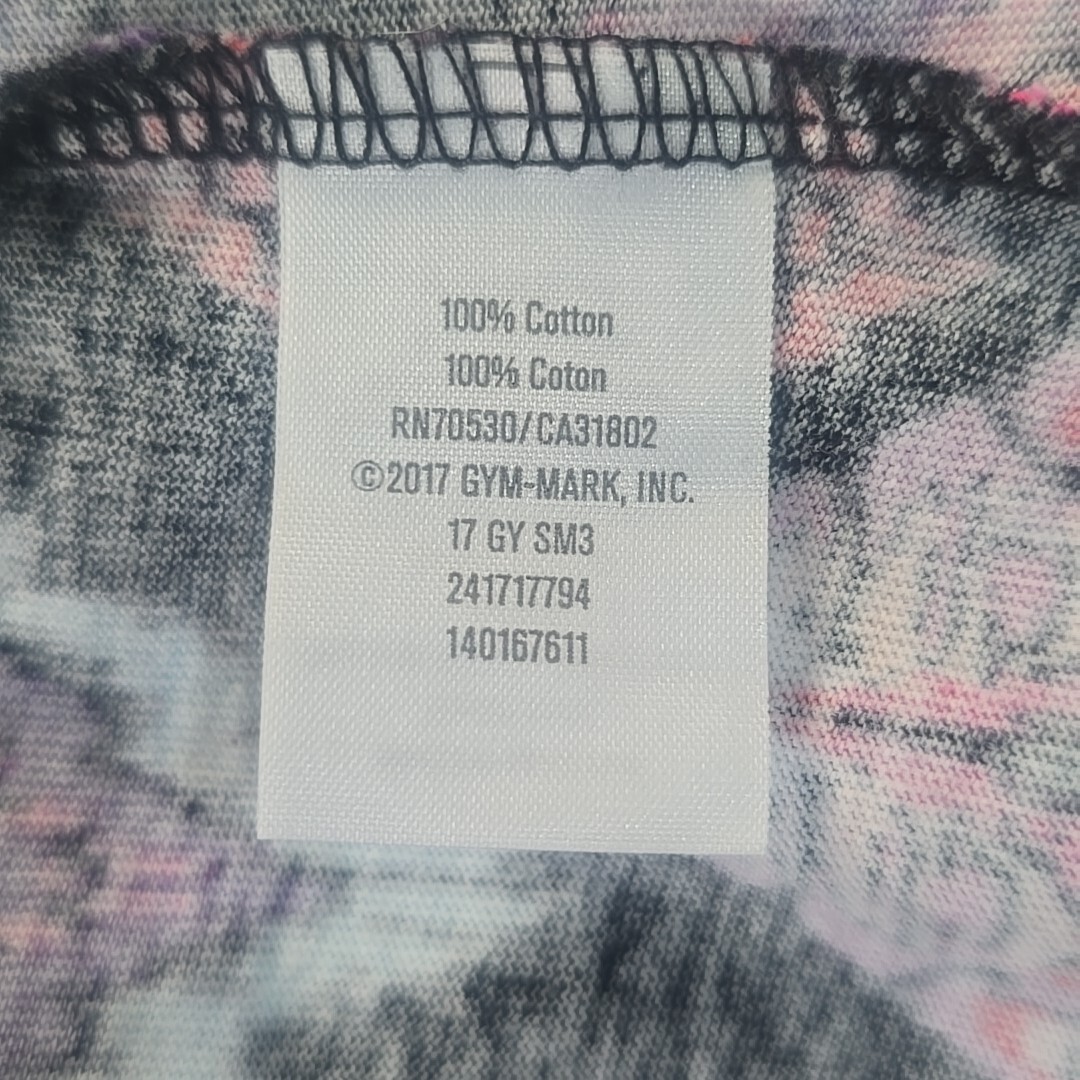 100% Cotton
100% Coton
RN70530/CA31802
©2017 GYM-MARK, INC.
17 GY SM3
241717794
140167611